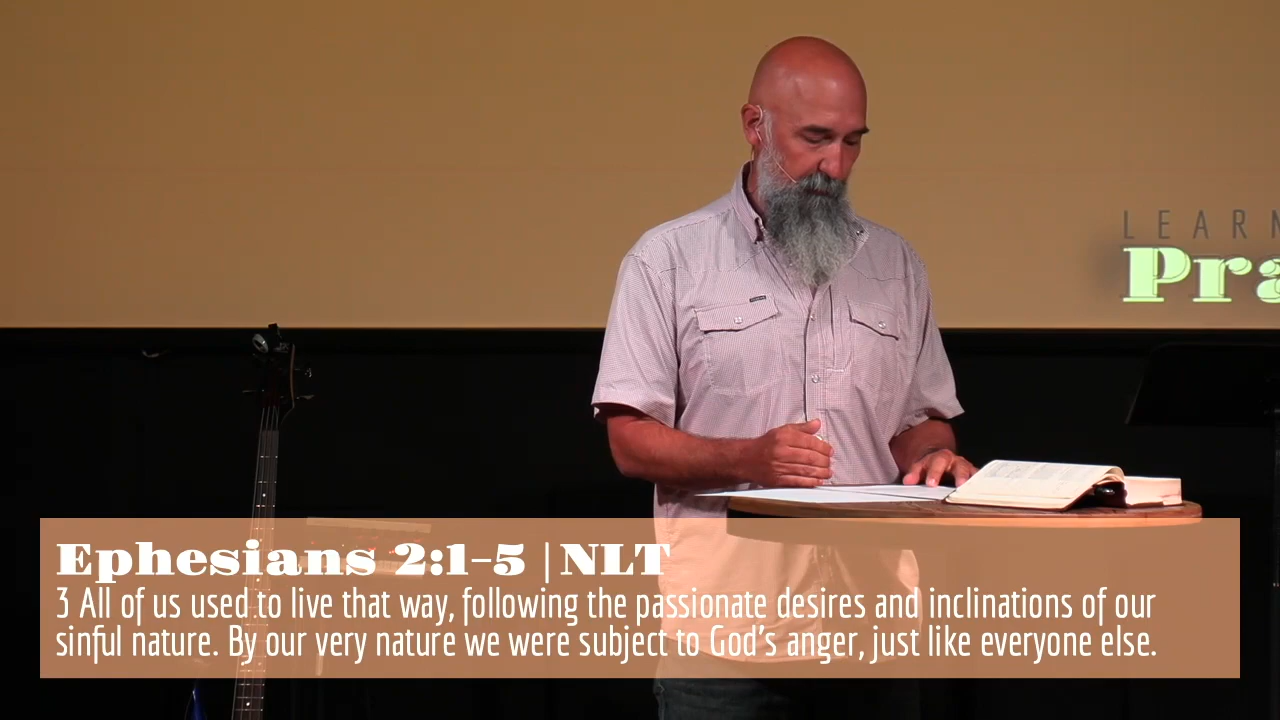 LEARN
Pra
Ephesians 2:1-5 | NLT
3 All of us used to live that way, following the passionate desires and inclinations of our
sinful nature. By our very nature we were subject to God's anger, just like everyone else.